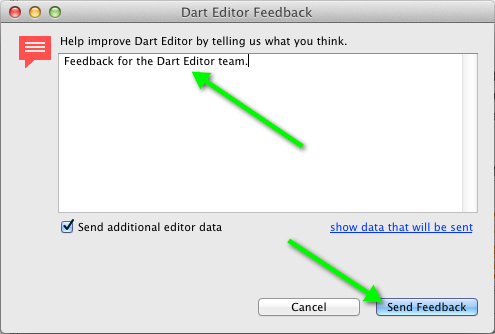 Dart Editor Feedback
Help improve Dart Editor by telling us what you think.
Feedback for the Dart Editor team.
Send additional editor data
show data that will be sent
Cancel
Send Feedback